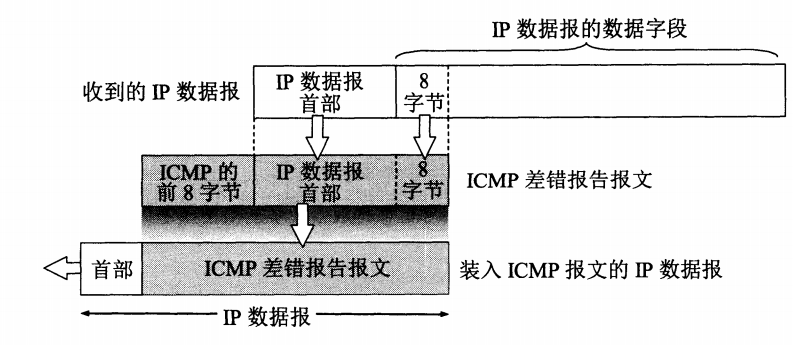 IP 数据报的数据字段
收到的 IP 数据报
IP 数据报
首部
8
字节
ICMP 的
前 8 字节
IP 数据报
首部
8
字节
ICMP 差错报告报文
首部
ICMP 差错报告报文
装入 ICMP 报文的 IP 数据报
IP 数据报